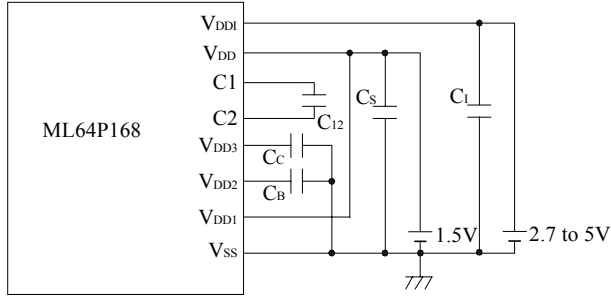 VDDI
VDD
C1
C2
ML64P168
VDD3
VDD2
VDD1
VSS
C12
CS
CI
CC
CB
1.5V
2.7 to 5V